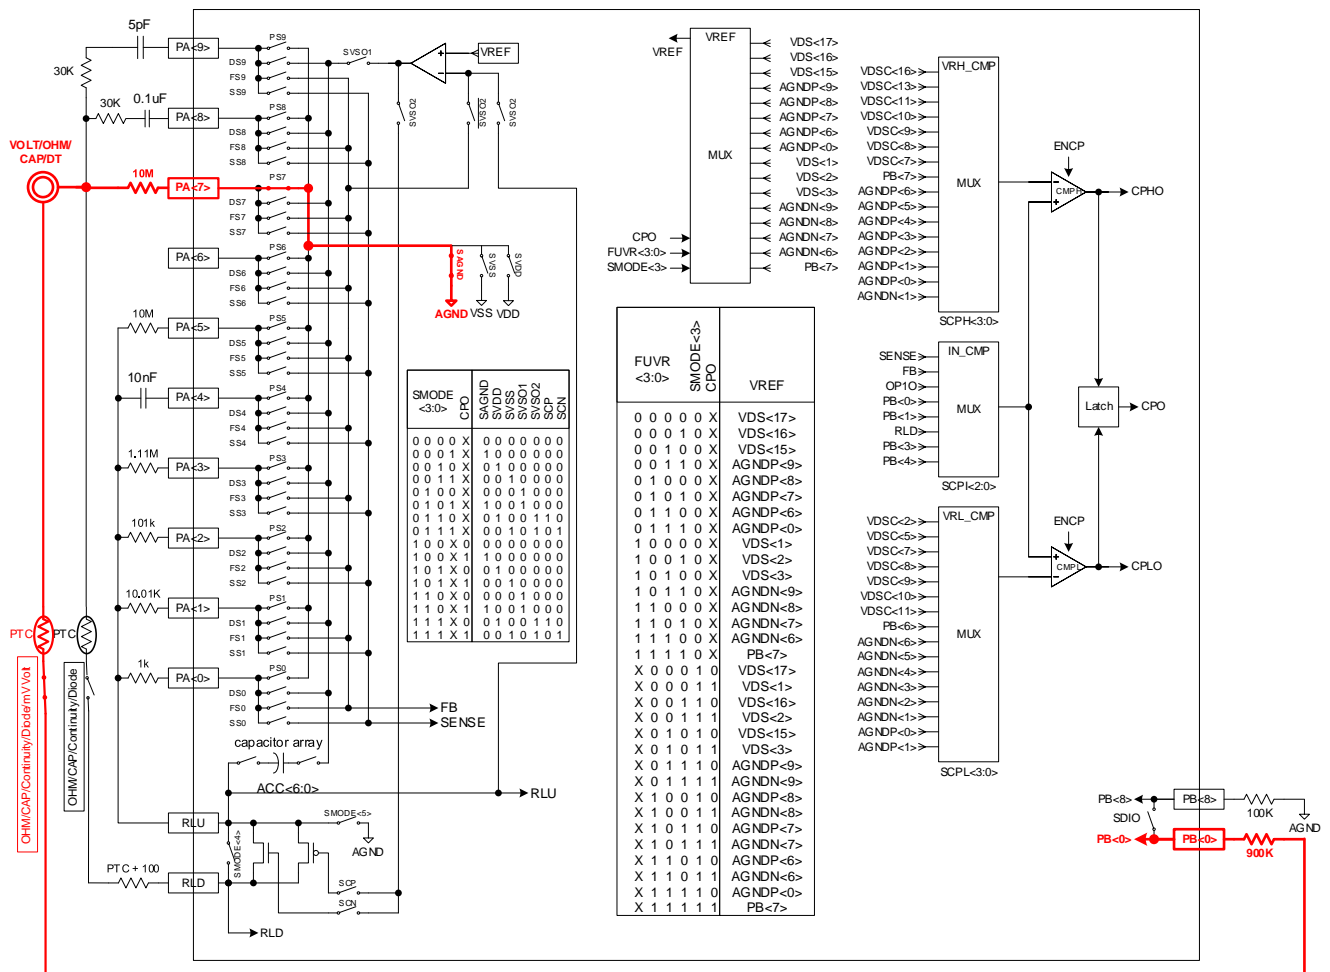 5pF
PA<9>
PS9
DS9
FS9
SS9
SVSO1
VREF
30K
30K
0.1uF
PA<8>
PS8
DS8
FS8
SS8
SVSO2
SVSO2
SVSO2
VOLT/OHM/
CAP/DT
10M
PA<7>
PS7
DS7
FS7
SS7
PA<6>
PS6
DS6
FS6
SS6
SAGND
SVSS
SVDD
AGND
VSS
VDD
10M
PA<5>
PS5
DS5
FS5
SS5
10nF
PA<4>
PS4
DS4
FS4
SS4
1.11M
PA<3>
PS3
DS3
FS3
SS3
101k
PA<2>
PS2
DS2
FS2
SS2
10.01K
PA<1>
PS1
DS1
FS1
SS1
1k
PA<0>
PS0
DS0
FS0
SS0
FB
SENSE
PTC
PTC
OHM/CAP/Continuity/Diode/mV Volt
OHM/CAP/Continuity/Diode
capacitor array
ACC<6:0>
RLU
RLU
SMODE<5>
AGND
SMODE<4>
PTC + 100
RLD
SCP
SCN
RLD
SMODE
<3:0>
CPO
SAGND
SVDD
SVSS
SVSO1
SVSO2
SCP
SCN
0 0 0 0 X 0 0 0 0 0 0 0
0 0 0 1 X 1 0 0 0 0 0 0
0 0 1 0 X 0 1 0 0 0 0 0
0 0 1 1 X 0 0 1 0 0 0 0
0 1 0 0 X 0 0 0 1 0 0 0
0 1 0 1 X 1 0 0 1 0 0 0
0 1 1 0 X 0 1 0 0 1 1 0
0 1 1 1 X 0 0 1 0 1 0 1
1 0 0 X 0 0 0 0 0 0 0 0
1 0 0 X 1 1 0 0 0 0 0 0
1 0 1 X 0 0 1 0 0 0 0 0
1 0 1 X 1 0 0 1 0 0 0 0
1 1 0 X 0 0 0 0 1 0 0 0
1 1 0 X 1 1 0 0 1 0 0 0
1 1 1 X 0 0 1 0 0 1 1 0
1 1 1 X 1 0 0 1 0 1 0 1
VREF
VREF
MUX
VDS<17>
VDS<16>
VDS<15>
AGNDP<9>
AGNDP<8>
AGNDP<7>
AGNDP<6>
AGNDP<0>
VDS<1>
VDS<2>
VDS<3>
AGNDN<9>
AGNDN<8>
AGNDN<7>
AGNDN<6>
PB<7>
CPO
FUVR<3:0>
SMODE<3>
FUVR
<3:0>
SMODE<3>
CPO
VREF
0 0 0 0 0 X VDS<17>
0 0 0 1 0 X VDS<16>
0 0 1 0 0 X VDS<15>
0 0 1 1 0 X AGNDP<9>
0 1 0 0 0 X AGNDP<8>
0 1 0 1 0 X AGNDP<7>
0 1 1 0 0 X AGNDP<6>
0 1 1 1 0 X AGNDP<0>
1 0 0 0 0 X VDS<1>
1 0 0 1 0 X VDS<2>
1 0 1 0 0 X VDS<3>
1 0 1 1 0 X AGNDN<9>
1 1 0 0 0 X AGNDN<8>
1 1 0 1 0 X AGNDN<7>
1 1 1 0 0 X AGNDN<6>
1 1 1 1 0 X PB<7>
X 0 0 0 1 0 VDS<17>
X 0 0 0 1 1 VDS<1>
X 0 0 1 1 0 VDS<16>
X 0 0 1 1 1 VDS<2>
X 0 1 0 1 0 VDS<15>
X 0 1 0 1 1 VDS<3>
X 0 1 1 1 0 AGNDP<9>
X 0 1 1 1 1 AGNDN<9>
X 1 0 0 1 0 AGNDP<8>
X 1 0 0 1 1 AGNDN<8>
X 1 0 1 1 0 AGNDP<7>
X 1 0 1 1 1 AGNDN<7>
X 1 1 0 1 0 AGNDP<6>
X 1 1 0 1 1 AGNDN<6>
X 1 1 1 1 0 AGNDP<0>
X 1 1 1 1 1 PB<7>
VRH_CMP
MUX
VDSC<16>
VDSC<13>
VDSC<11>
VDSC<10>
VDSC<9>
VDSC<8>
VDSC<7>
PB<7>
AGNDP<6>
AGNDP<5>
AGNDP<4>
AGNDP<3>
AGNDP<2>
AGNDP<1>
AGNDP<0>
AGNDN<1>
SCPH<3:0>
ENCP
CMPH
CPHO
IN_CMP
MUX
SENSE
FB
OP1O
PB<0>
PB<1>
RLD
PB<3>
PB<4>
SCPI<2:0>
Latch
CPO
VRL_CMP
MUX
VDSC<2>
VDSC<5>
VDSC<7>
VDSC<8>
VDSC<9>
VDSC<10>
VDSC<11>
PB<6>
AGNDN<6>
AGNDN<5>
AGNDN<4>
AGNDN<3>
AGNDN<2>
AGNDN<1>
AGNDP<0>
AGNDP<1>
SCPL<3:0>
ENCP
CMPL
CPLO
PB<8>
PB<8>
100K
AGND
SDIO
PB<0>
PB<0>
900K